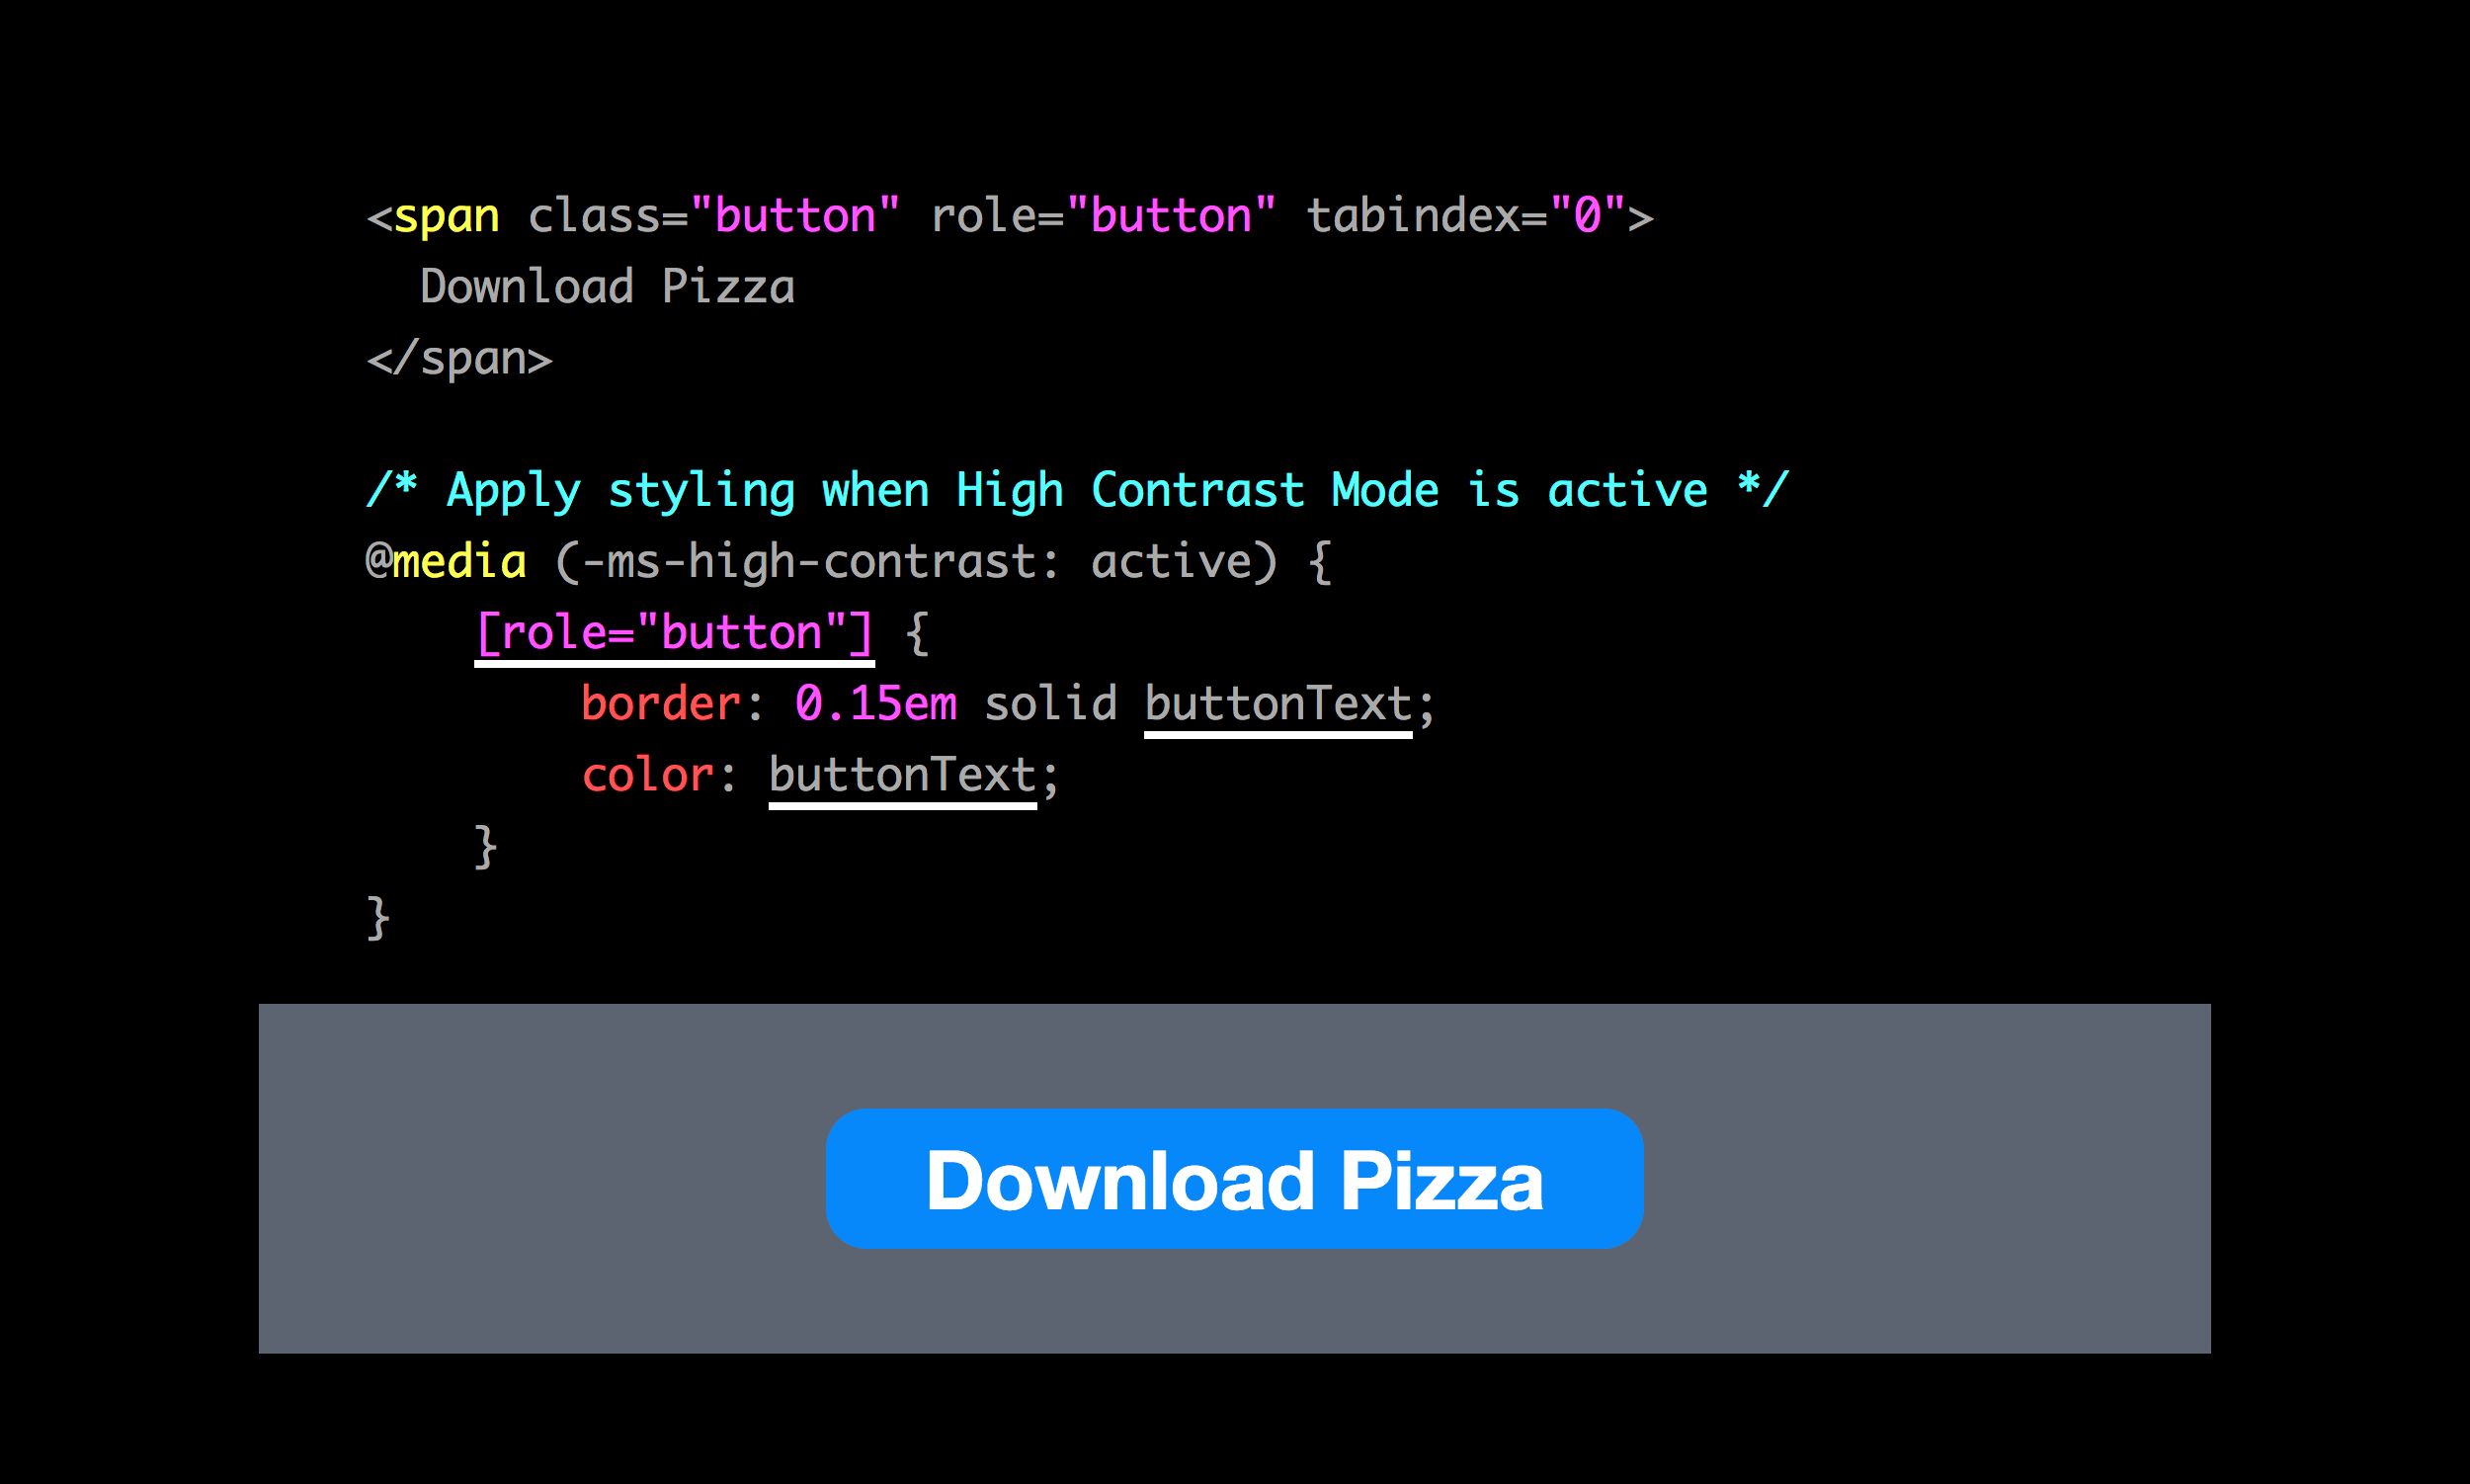 <span class="button" role="button" tabindex="0">
  Download Pizza
</span>
/* Apply styling when High Contrast Mode is active */
@media (-ms-high-contrast: active) {
    [role="button"] {
        border: 0.15em solid buttonText;
        color: buttonText;
    }
}
Download Pizza